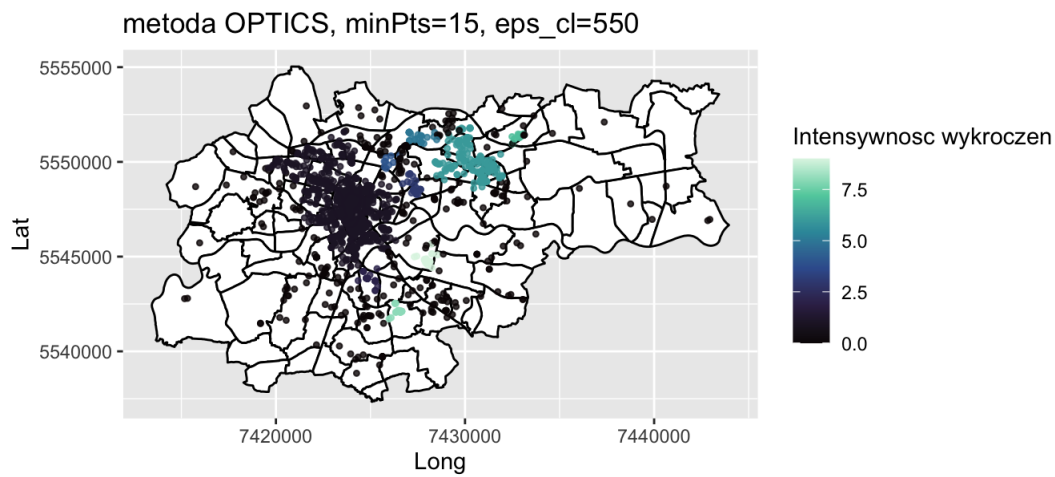 metoda OPTICS, minPts=15, eps_cl=550
5555000
5550000
5545000
5540000
Lat
7420000
7430000
7440000
Long
Intensywnosc wykroczen
7.5
5.0
2.5
0.0